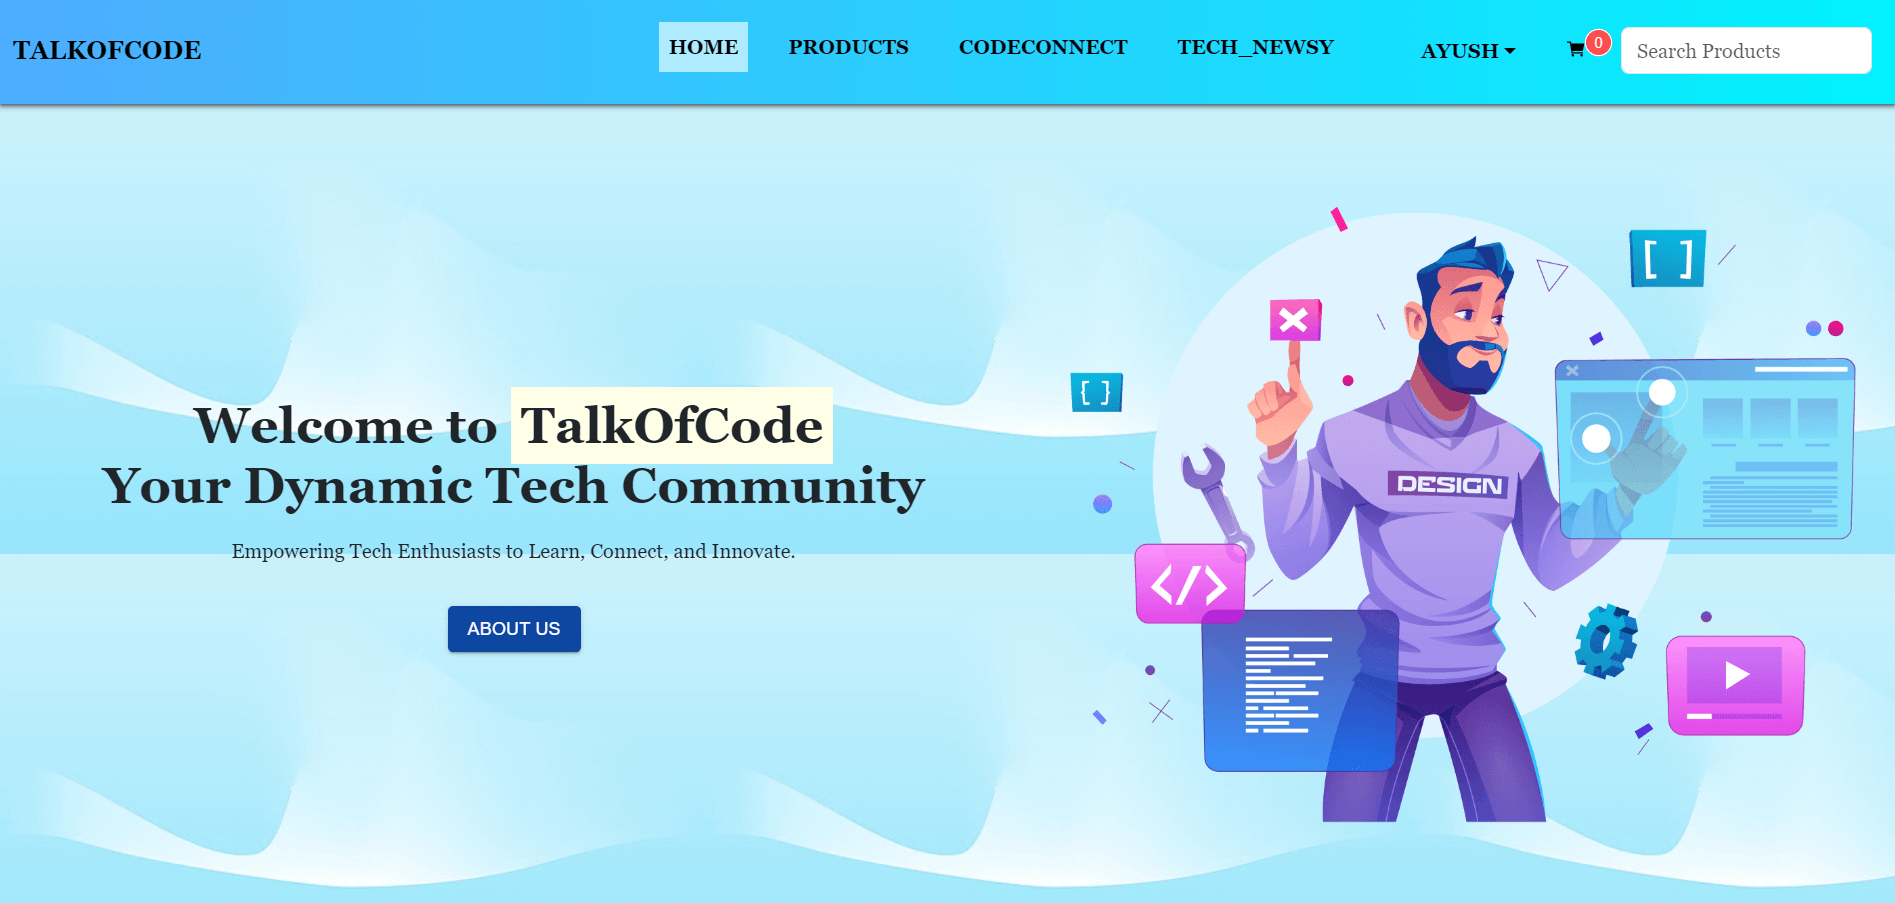 TALKOFCODE
HOME
PRODUCTS
CODECONNECT
TECH_NEWSY
AYUSH
0
Search Products
[ ]
{ }
DESIGN
</>
Welcome to TalkOfCode
Your Dynamic Tech Community
Empowering Tech Enthusiasts to Learn, Connect, and Innovate.
ABOUT US